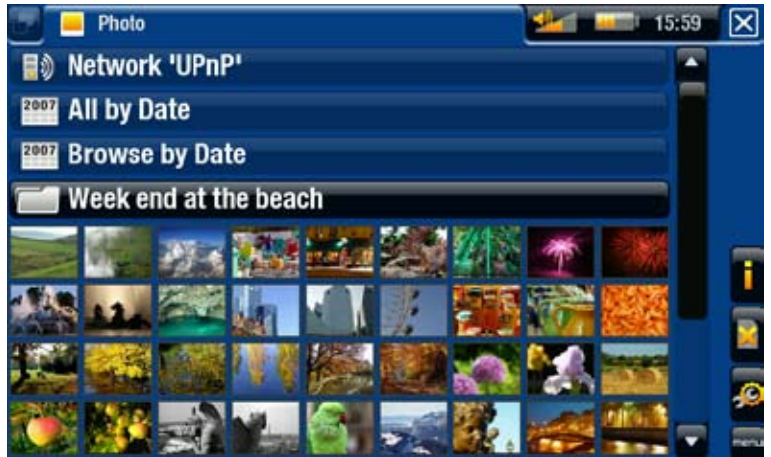 Photo
15:59
Network 'UPnP'
2007 All by Date
2007 Browse by Date
Week end at the beach
i
menu